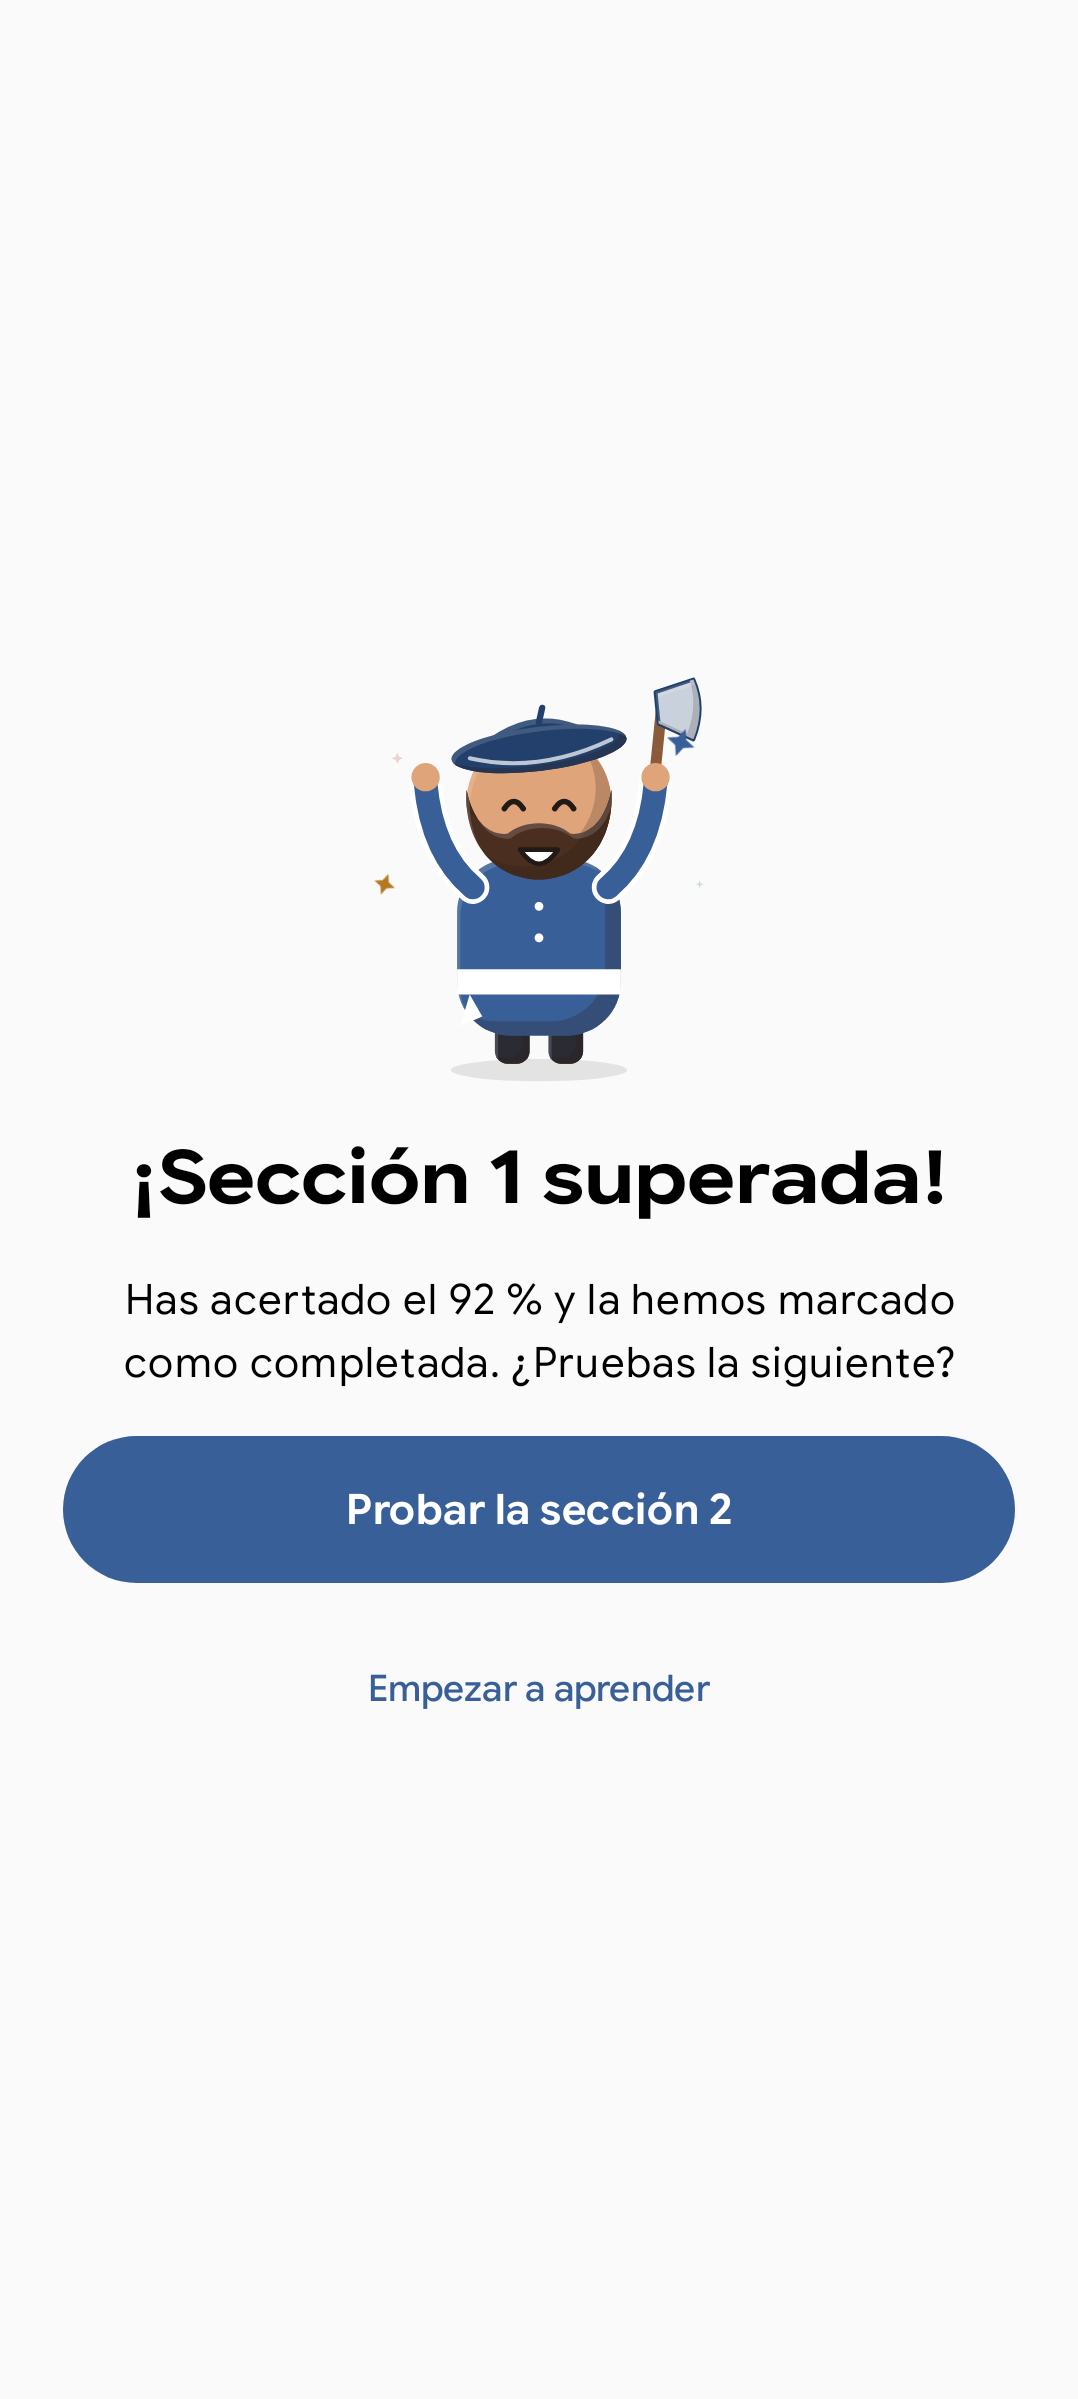 ¡Sección 1 superada!
Has acertado el 92 % y la hemos marcado
como completada. ¿Pruebas la siguiente?
Probar la sección 2
Empezar a aprender